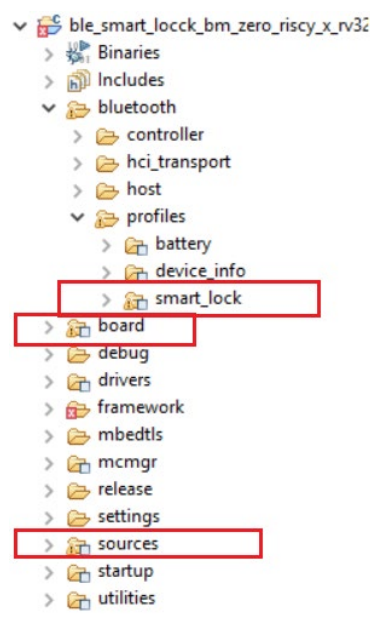 ble_smart_locck_bm_zero_riscy_x_rv32
Binaries
Includes
bluetooth
controller
hci_transport
host
profiles
battery
device_info
smart_lock
board
debug
drivers
framework
mbedtls
mcmgr
release
settings
sources
startup
utilities